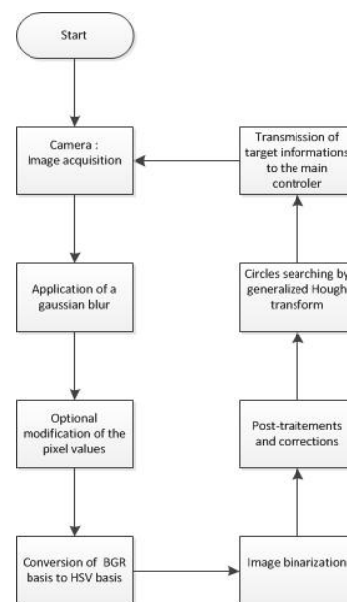 Start
Camera :
Image acquisition
Application of a
gaussian blur
Optional
modification of the
pixel values
Conversion of BGR
basis to HSV basis
Image binarization
Post-traitements
and corrections
Circles searching by
generalized Hough
transform
Transmission of
target informations
to the main
controler